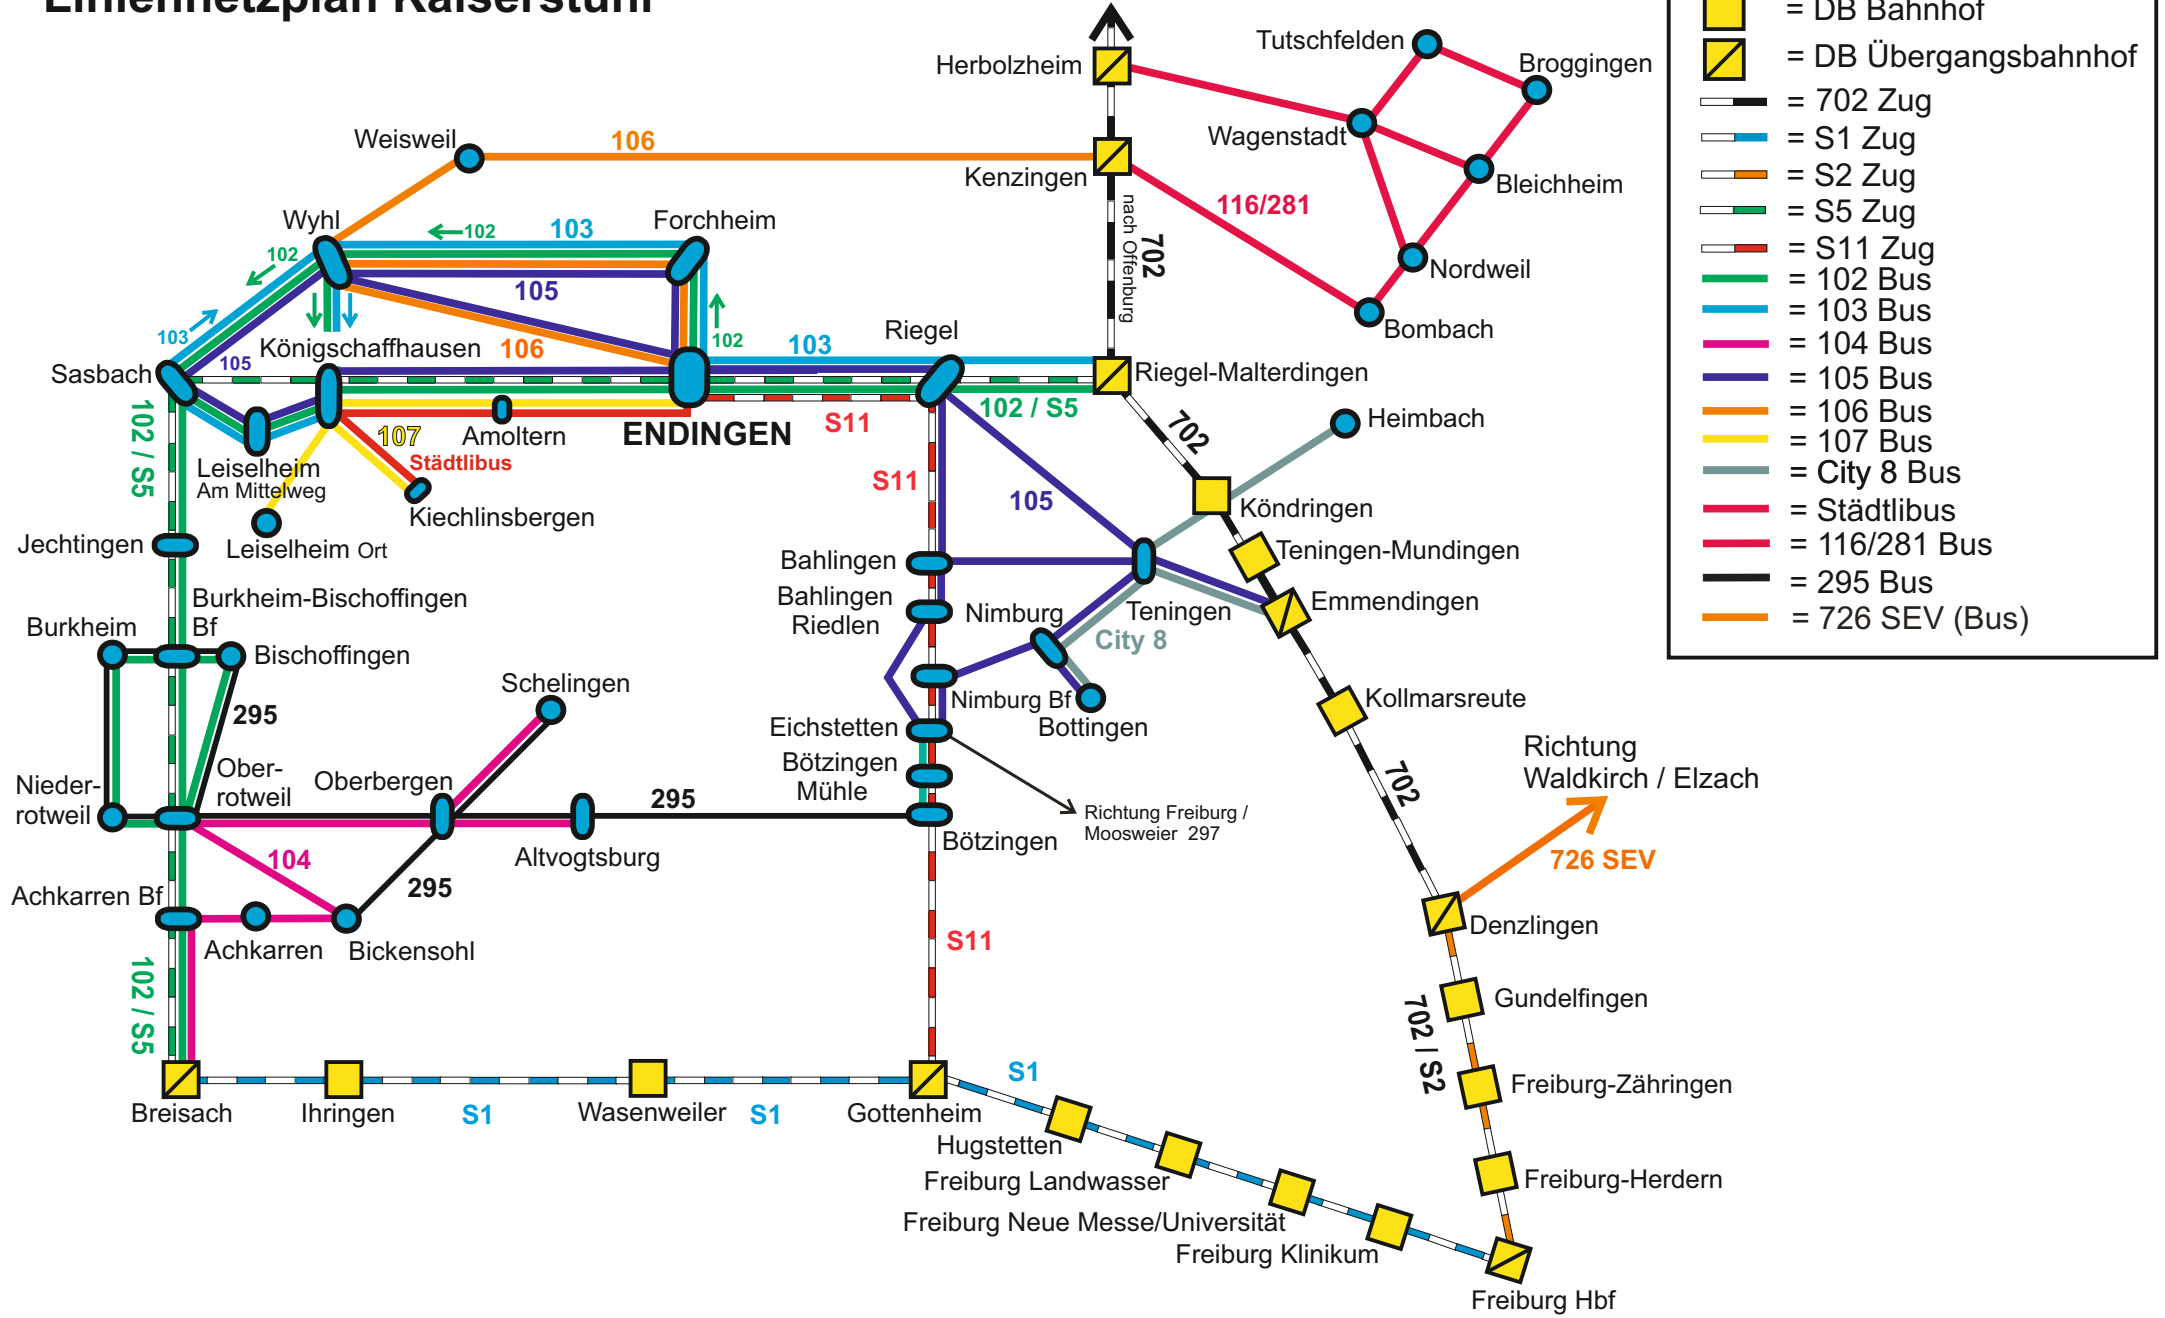 Liniennetzplan Kaiserstuhl
= DB Bahnhof
= DB Übergangsbahnhof
= 702 Zug
= S1 Zug
= S2 Zug
= S5 Zug
= S11 Zug
= 102 Bus
= 103 Bus
= 104 Bus
= 105 Bus
= 106 Bus
= 107 Bus
= City 8 Bus
= Städtlibus
= 116/281 Bus
= 295 Bus
= 726 SEV (Bus)
Herbolzheim
Tutschfelden
Broggingen
Wagenstadt
Bleichheim
Nordweil
Bombach
116/281
Weisweil
106
Kenzingen
nach Offenburg
702
Wyhl
Forchheim
102
103
102
105
103
105
Königschaffhausen
106
102
103
Riegel
Sasbach
Riegel-Malterdingen
102 / S5
S11
ENDINGEN
107
Amoltern
Städtlibus
102 / S5
Leiselheim
Am Mittelweg
Kiechlinsbergen
Leiselheim Ort
S11
702
Heimbach
105
Köndringen
Jechtingen
Bahlingen
Teningen-Mundingen
Burkheim-Bischoffingen
Bf
Bahlingen
Riedlen
Nimburg
Teningen
Emmendingen
Burkheim
Bischoffingen
City 8
Schelingen
Nimburg Bf
Bottingen
Kollmarsreute
295
Eichstetten
Richtung
Waldkirch / Elzach
Nieder-
rotweil
Ober-
rotweil
Oberbergen
Bötzingen
Mühle
702
295
Richtung Freiburg /
Moosweier 297
Bötzingen
Altvogtsburg
104
295
726 SEV
Achkarren Bf
Achkarren
Bickensohl
Denzlingen
S11
102 / S5
Gundelfingen
702 / S2
S1
Freiburg-Zähringen
Breisach
Ihringen
S1
Wasenweiler
S1
Gottenheim
Hugstetten
Freiburg Landwasser
Freiburg-Herdern
Freiburg Neue Messe/Universität
Freiburg Klinikum
Freiburg Hbf